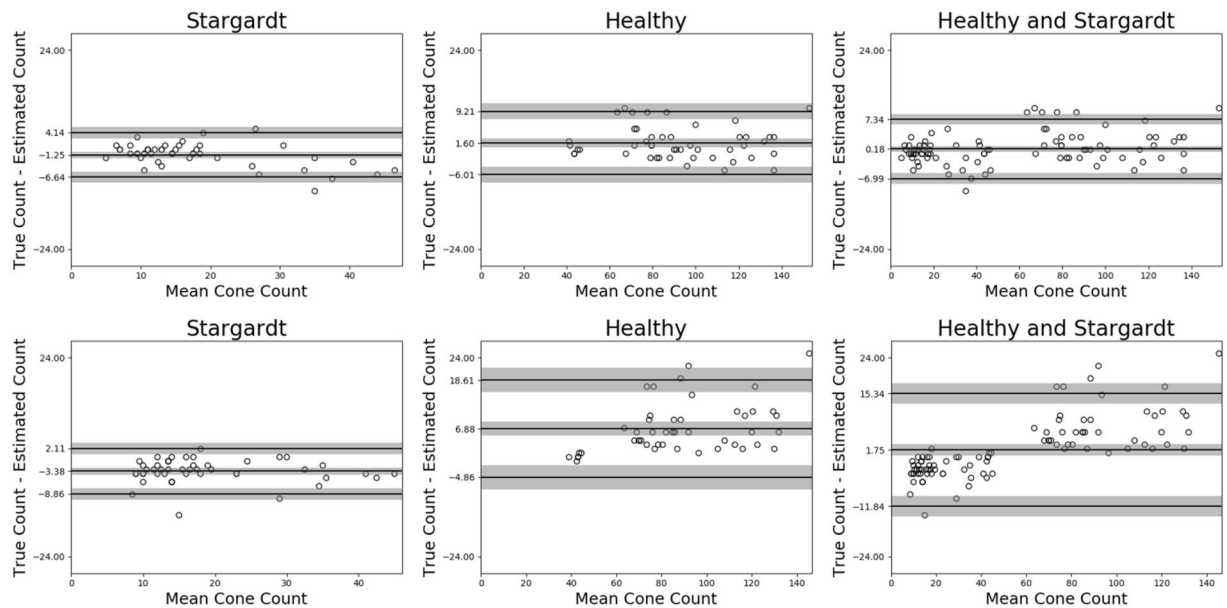 Stargardt
True Count - Estimated Count
24.00
4.14
−1.25
−6.64
−24.00
0 10 20 30 40
Mean Cone Count
Healthy
True Count - Estimated Count
24.00
9.21
1.60
−6.01
−24.00
0 20 40 60 80 100 120 140
Mean Cone Count
Healthy and Stargardt
True Count - Estimated Count
24.00
7.34
0.18
−6.99
−24.00
0 20 40 60 80 100 120 140
Mean Cone Count
Stargardt
True Count - Estimated Count
24.00
2.11
−3.38
−8.86
−24.00
0 10 20 30 40
Mean Cone Count
Healthy
True Count - Estimated Count
24.00
18.61
6.88
−4.86
−24.00
0 20 40 60 80 100 120 140
Mean Cone Count
Healthy and Stargardt
True Count - Estimated Count
24.00
15.34
1.75
−11.84
−24.00
0 20 40 60 80 100 120 140
Mean Cone Count